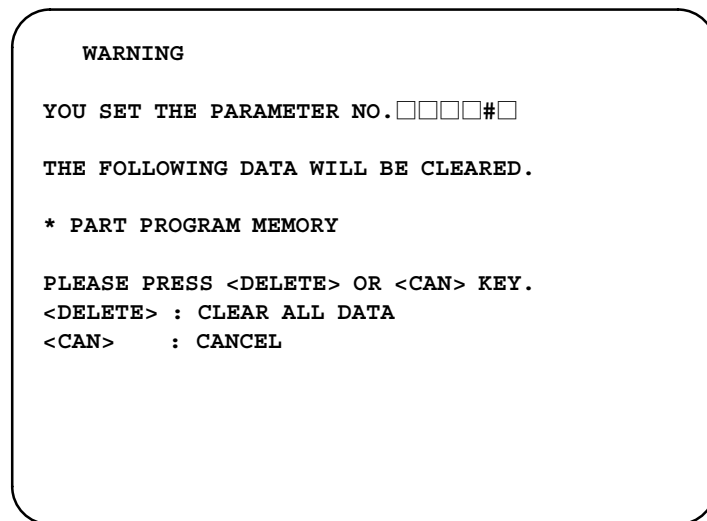 WARNING
YOU SET THE PARAMETER NO.□□□□#□
THE FOLLOWING DATA WILL BE CLEARED.
* PART PROGRAM MEMORY
PLEASE PRESS <DELETE> OR <CAN> KEY.
<DELETE> : CLEAR ALL DATA
<CAN> : CANCEL